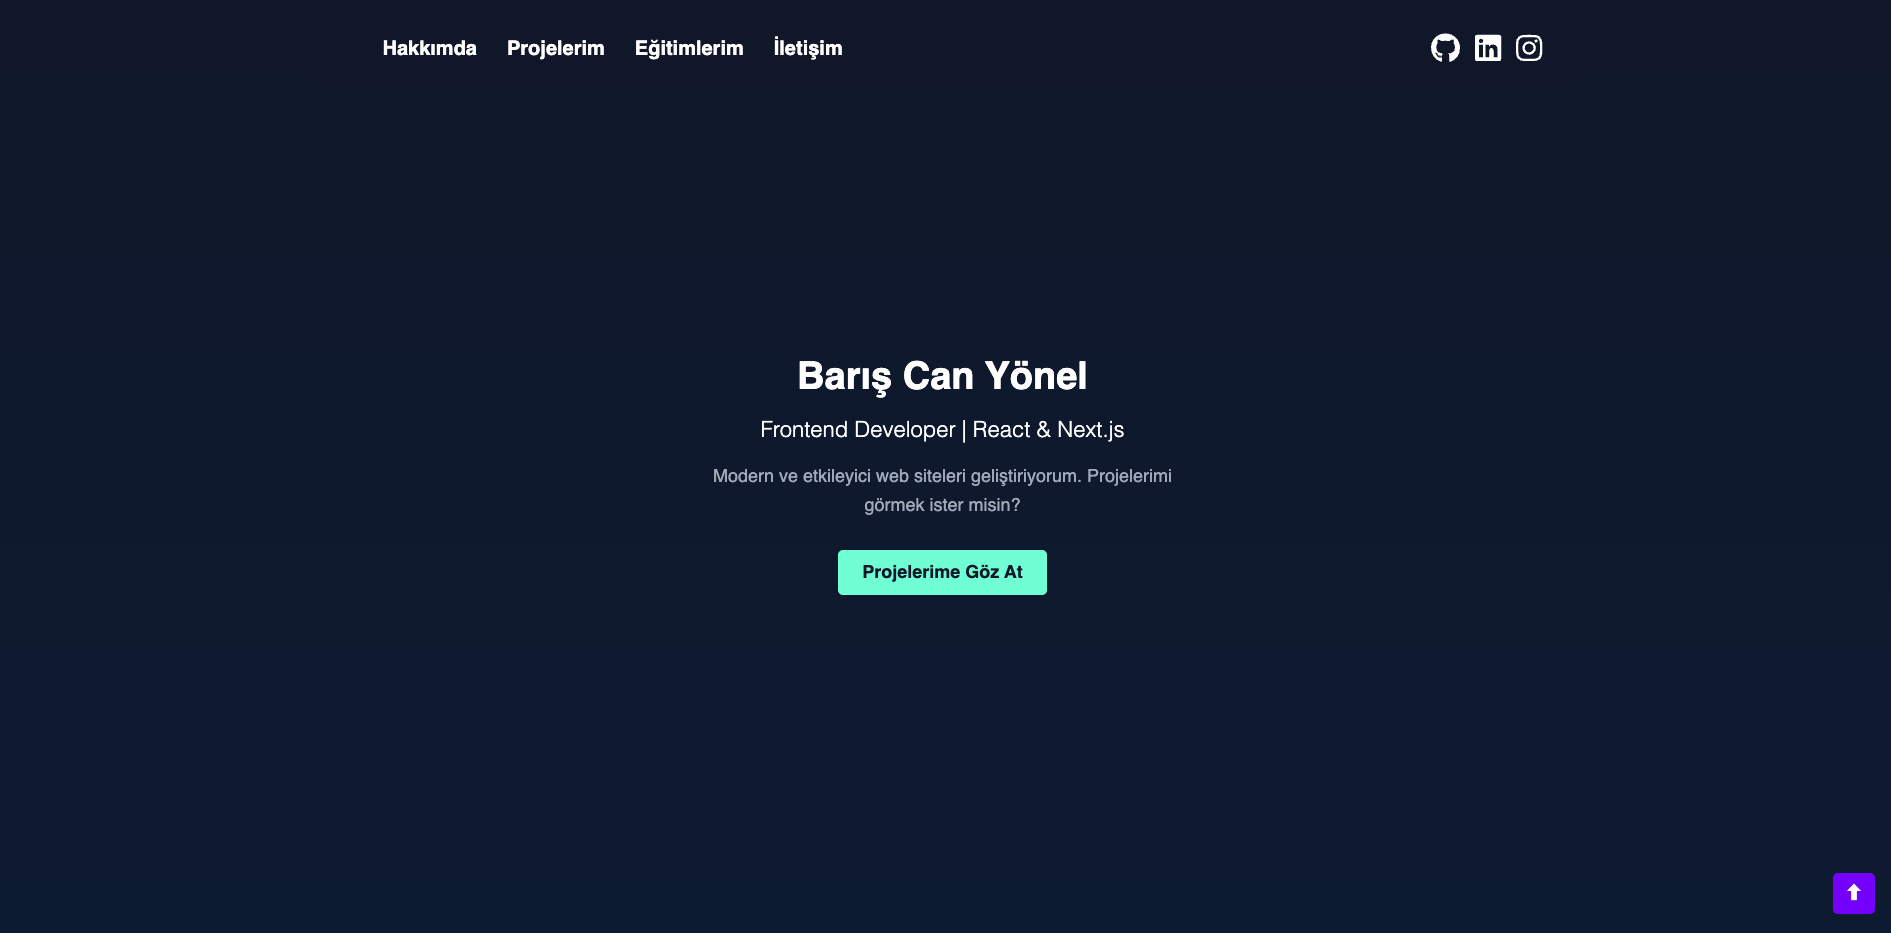 Hakkımda Projelerim Eğitimlerim İletişim
Barış Can Yönel
Frontend Developer | React & Next.js
Modern ve etkileyici web siteleri geliştiriyorum. Projelerimi
görmek ister misin?
Projelerime Göz At